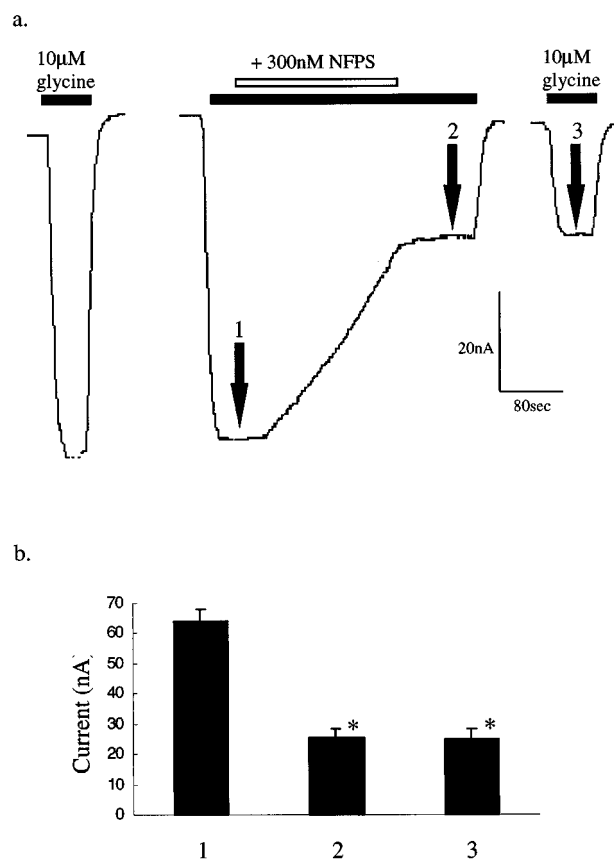 a.
10µM
glycine
+ 300nM NFPS
10µM
glycine
1
2
3
20nA
80sec
b.
Current (nA)
70
60
50
40
30
20
10
0
*
*
1
2
3